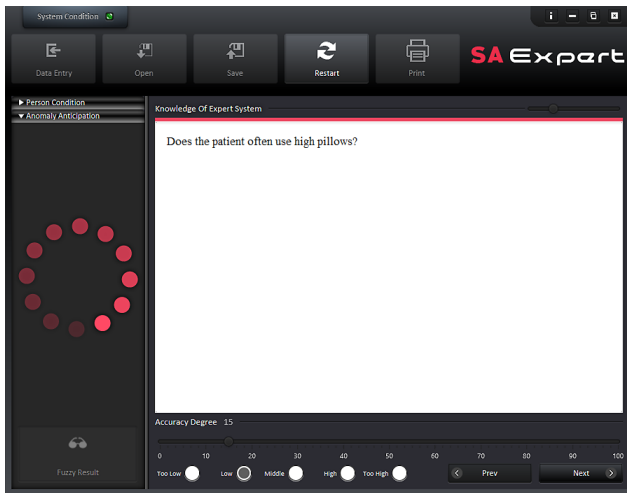 System Condition
Data Entry
Open
Save
Restart
Print
SA Expert
Person Condition
Anomaly Anticipation
Knowledge Of Expert System
Does the patient often use high pillows?
Accuracy Degree 15
0 10 20 30 40 50 60 70 80 90 100
Too Low Low Middle High Too High
Prev
Next
Fuzzy Result